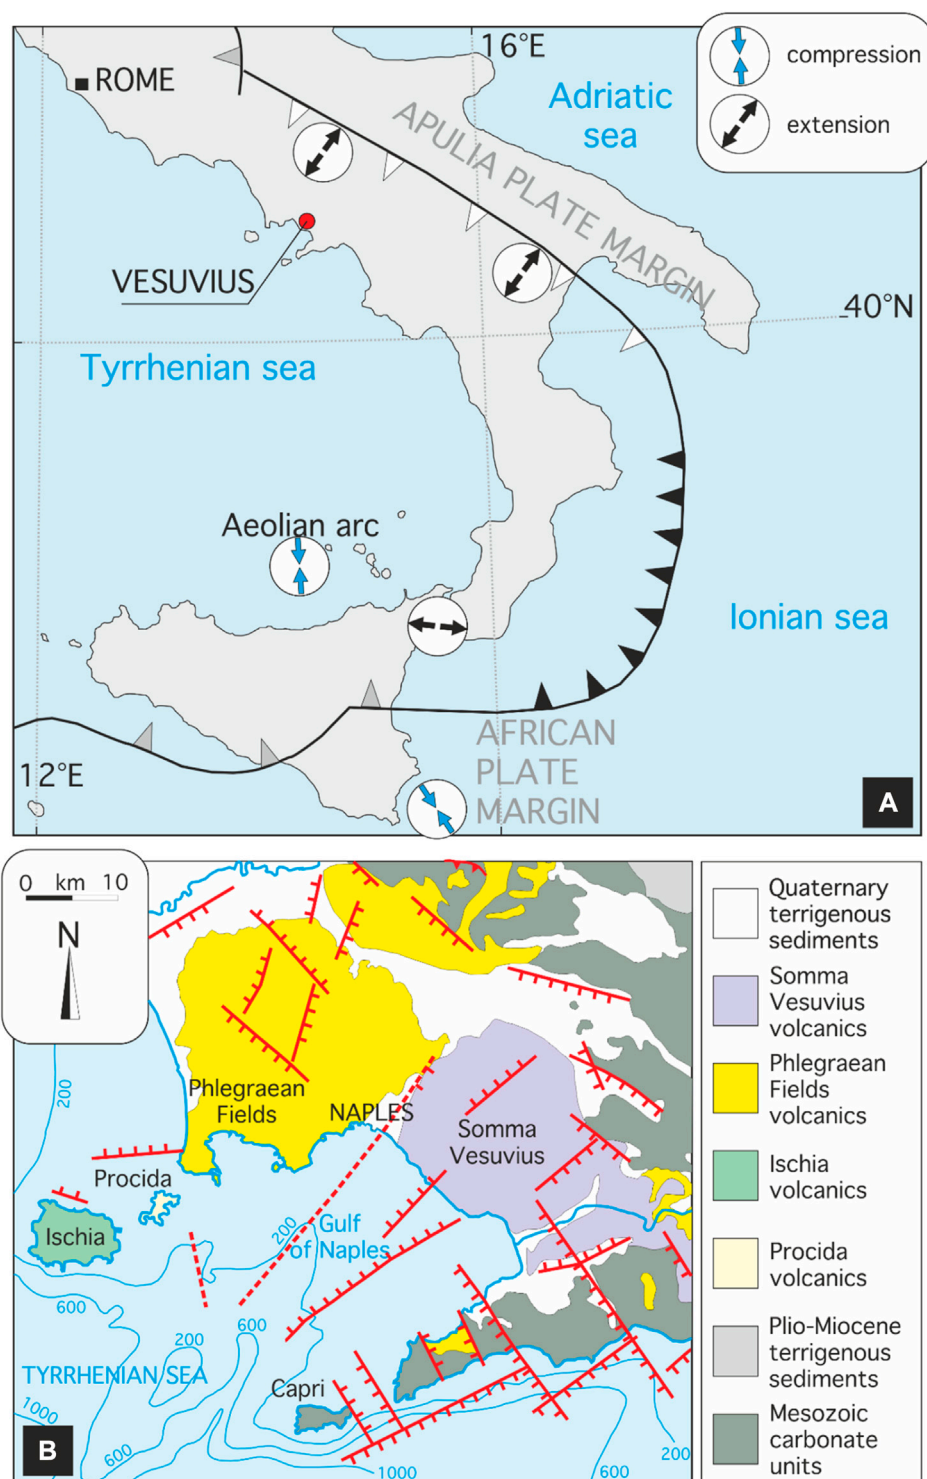 16°E
compression
extension
ROME
Adriatic
sea
APULIA PLATE MARGIN
VESUVIUS
40°N
Tyrrhenian sea
Aeolian arc
Ionian sea
AFRICAN
PLATE
MARGIN
12°E
A
0 km 10
N
200
Phlegraean
Fields
NAPLES
Somma
Vesuvius
Procida
Ischia
200
Gulf
of Naples
600
200
600
TYRRHENIAN SEA
Capri
1000
600
1000
600
200
B
Quaternary
terrigenous
sediments
Somma
Vesuvius
volcanics
Phlegraean
Fields
volcanics
Ischia
volcanics
Procida
volcanics
Plio-Miocene
terrigenous
sediments
Mesozoic
carbonate
units